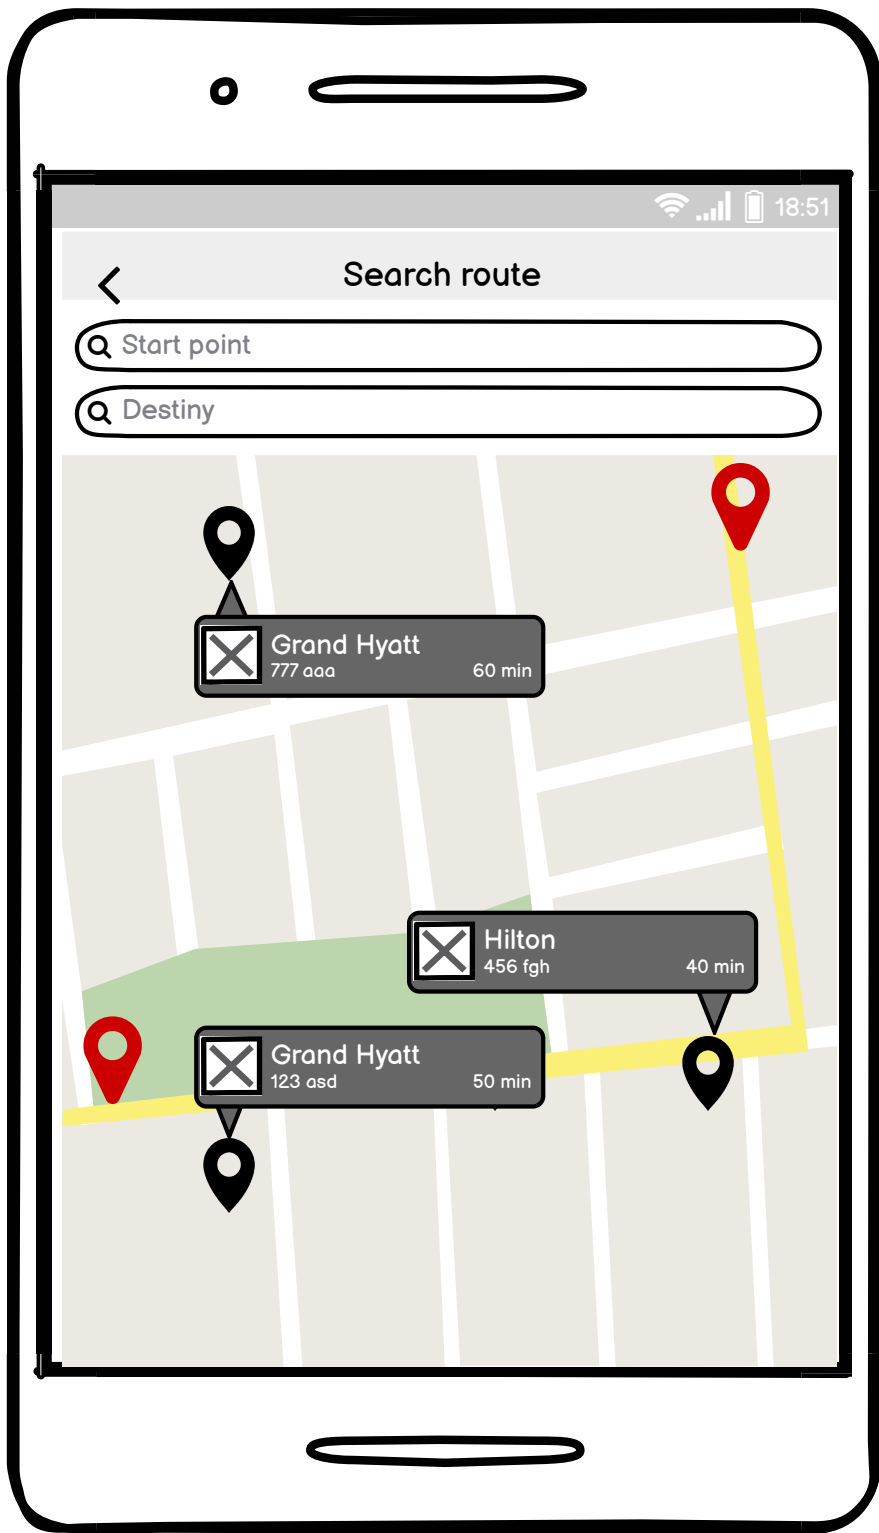 18:51
Search route
Start point
Destiny
Grand Hyatt
777 aaa 60 min
Hilton
456 fgh 40 min
Grand Hyatt
123 asd 50 min